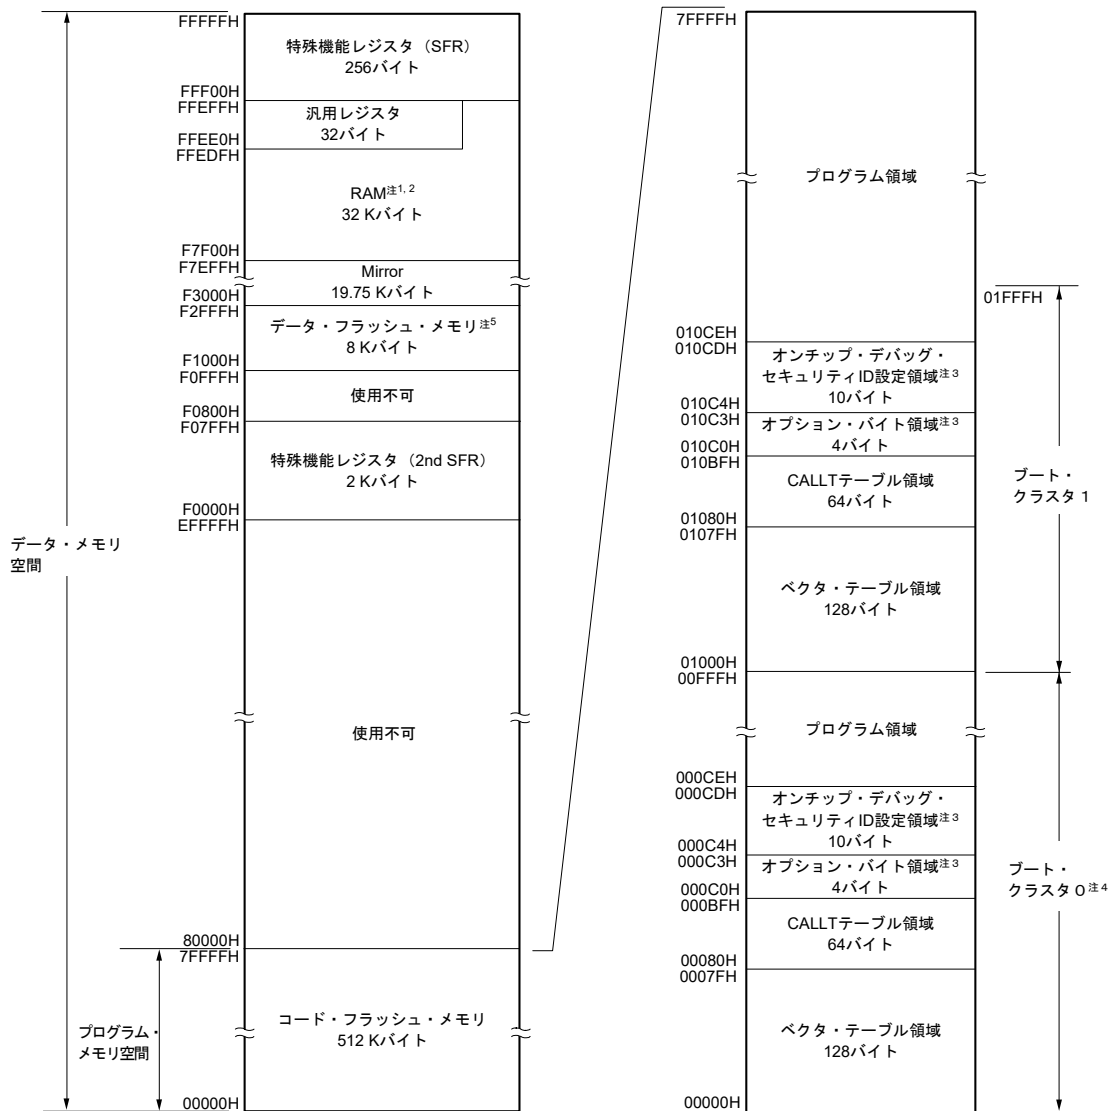 FFFFFH
特殊機能レジスタ（SFR）
256バイト
FFF00H
FFEFFH
汎用レジスタ
32バイト
FFEE0H
FFEDFH
RAM注1, 2
32 Kバイト
F7F00H
F7EFFH
Mirror
19.75 Kバイト
F3000H
F2FFFH
データ・フラッシュ・メモリ注5
8 Kバイト
F1000H
F0FFFH
使用不可
F0800H
F07FFH
特殊機能レジスタ（2nd SFR）
2 Kバイト
F0000H
EFFFFH
データ・メモリ
空間
使用不可
80000H
7FFFFH
プログラム・
メモリ空間
コード・フラッシュ・メモリ
512 Kバイト
00000H
7FFFFH
プログラム領域
01FFFH
010CEH
010CDH
オンチップ・デバッグ・
セキュリティID設定領域注3
10バイト
010C4H
010C3H
オプション・バイト領域注3
4バイト
010C0H
010BFH
CALLTテーブル領域
64バイト
ブート・
クラスタ1
01080H
0107FH
ベクタ・テーブル領域
128バイト
01000H
00FFFH
プログラム領域
000CEH
000CDH
オンチップ・デバッグ・
セキュリティID設定領域注3
10バイト
000C4H
000C3H
オプション・バイト領域注3
4バイト
ブート・
クラスタ0注4
000C0H
000BFH
CALLTテーブル領域
64バイト
00080H
0007FH
ベクタ・テーブル領域
128バイト
00000H